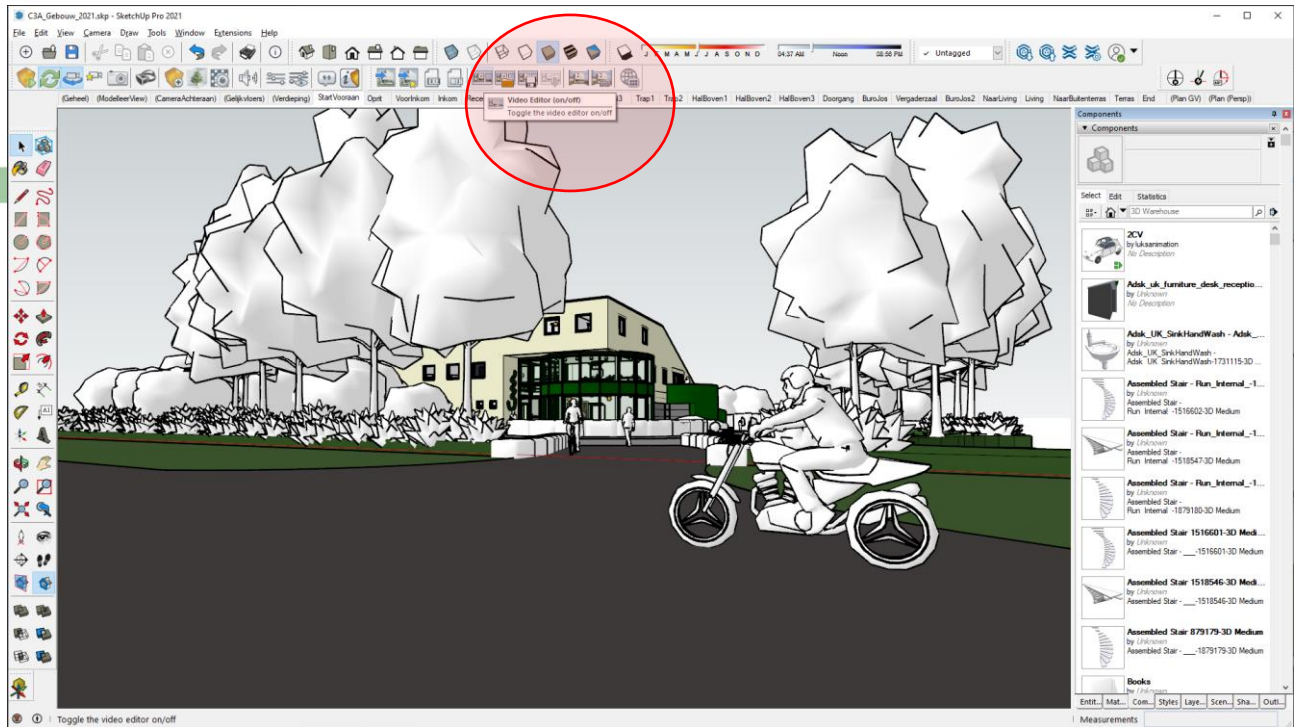 C3A_Gebouw_2021.skp - SketchUp Pro 2021
File Edit View Camera Draw Tools Window Extensions Help
J F M A M J J A S O N D 04:37 AM Noon 08:56 PM
Untagged
(Geheel) (ModelleerView) (CameraAchteraan) (Gelijkvloers) (Verdieping) StartVooraan Oprit VoorInkom Inkom Trap1 Trap2 HalBoven1 HalBoven2 HalBoven3 Doorgang BuroJos Vergaderzaal BuroJos2 NaarLiving Living NaarBuitenterras Terras End (Plan GV) (Plan (Persp))
Video Editor (on/off)
Toggle the video editor on/off
Components
Components
Select Edit Statistics
3D Warehouse
2CV
by luksanimation
No Description
Adsk_uk_furniture_desk_receptio...
by Unknown
No Description
Adsk_UK_SinkHandWash - Adsk_...
by Unknown
Adsk_UK_SinkHandWash -
Adsk UK SinkHandWash-1731115-3D ...
Assembled Stair - Run_Internal_-1...
by Unknown
Assembled Stair -
Run Internal -1516602-3D Medium
Assembled Stair - Run_Internal_-1...
by Unknown
Assembled Stair -
Run Internal -1518547-3D Medium
Assembled Stair - Run_Internal_-1...
by Unknown
Assembled Stair -
Run Internal -1879180-3D Medium
Assembled Stair 1516601-3D Medi...
by Unknown
Assembled Stair - ___-1516601-3D Medium
Assembled Stair 1518546-3D Medi...
by Unknown
Assembled Stair - ___-1518546-3D Medium
Assembled Stair 879179-3D Medium
by Unknown
Assembled Stair - ___-1879179-3D Medium
Books
by Unknown
Entit... Mat... Com... Styles Laye... Scen... Sha... Outl...
Toggle the video editor on/off
Measurements